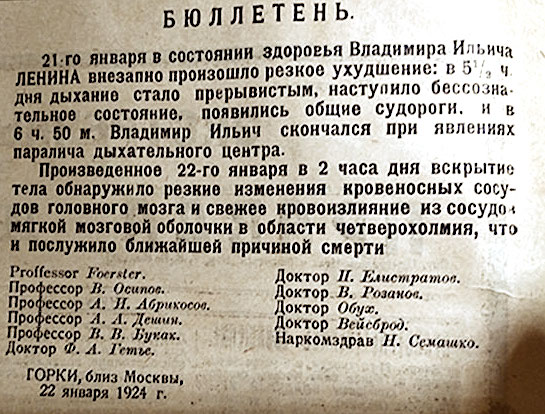 БЮЛЛЕТЕНЬ.
21-го января в состоянии здоровья Владимира Ильича
ЛЕНИНА внезапно произошло резкое ухудшение: в 5½ ч.
дня дыхание стало прерывистым, наступило бессозна-
тельное состояние, появились общие судороги, и в
6 ч. 50 м. Владимир Ильич скончался при явлениях
паралича дыхательного центра.
Произведенное 22-го января в 2 часа дня вскрытие
тела обнаружило резкие изменения кровеносных сосу-
дов головного мозга и свежее кровоизлияние из сосудов
мягкой мозговой оболочки в области четверохолмия, что
и послужило ближайшей причиной смерти
Proffessor Foerster.
Профессор В. Осипов.
Профессор А. И. Абрикосов.
Профессор А. А. Дешин.
Профессор В. В. Букак.
Доктор Ф. А. Гетье.
Доктор П. Елистратов.
Доктор В. Розанов.
Доктор Обух.
Доктор Вейсброд.
Наркомздрав Н. Семашко.
ГОРКИ, близ Москвы,
22 января 1924 г.